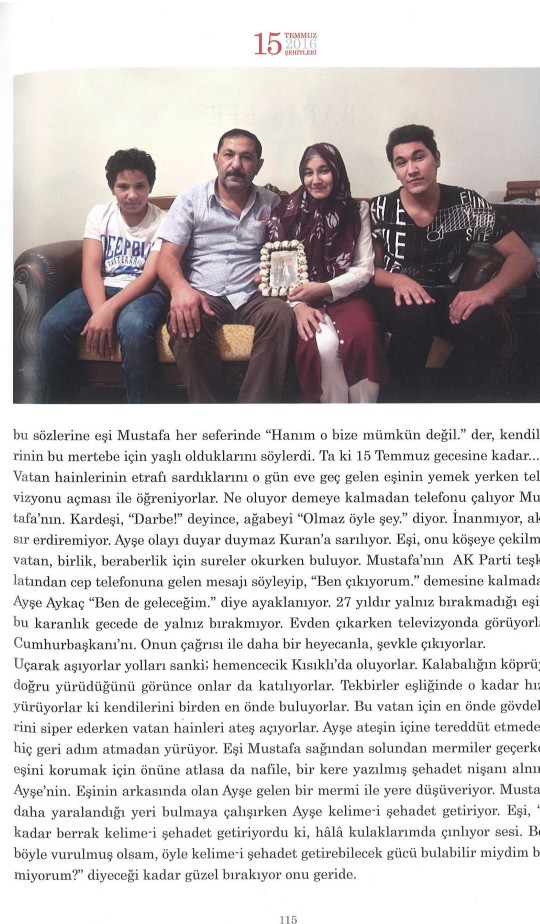 15 TEMMUZ
2016
ŞEHİTLERİ
DEEPBL
bu sözlerine eşi Mustafa her seferinde “Hanım o bize mümkün değil.” der, kendil
rinin bu mertebe için yaşlı olduklarını söylerdi. Ta ki 15 Temmuz gecesine kadar...
Vatan hainlerinin etrafı sardıklarını o gün eve geç gelen eşinin yemek yerken tel
vizyonu açması ile öğreniyorlar. Ne oluyor demeye kalmadan telefonu çalıyor Mu
tafa’nın. Kardeşi, “Darbe!” deyince, ağabeyi “Olmaz öyle şey.” diyor. İnanmıyor, ak
sır erdiremiyor. Ayşe olayı duyar duymaz Kuran’a sarılıyor. Eşi, onu köşeye çekilm
vatan, birlik, beraberlik için sureler okurken buluyor. Mustafa’nın AK Parti teşk
latından cep telefonuna gelen mesajı söyleyip, “Ben çıkıyorum.” demesine kalmada
Ayşe Aykaç “Ben de geleceğim.” diye ayaklanıyor. 27 yıldır yalnız bırakmadığı eşi
bu karanlık gecede de yalnız bırakmıyor. Evden çıkarken televizyonda görüyorla
Cumhurbaşkanı’nı. Onun çağrısı ile daha bir heyecanla, şevkle çıkıyorlar.
Uçarak aşıyorlar yolları sanki; hemencecik Kısıklı’da oluyorlar. Kalabalığın köprüy
doğru yürüdüğünü görünce onlar da katılıyorlar. Tekbirler eşliğinde o kadar hız
yürüyorlar ki kendilerini birden en önde buluyorlar. Bu vatan için en önde gövdel
rini siper ederken vatan hainleri ateş açıyorlar. Ayşe ateşin içine tereddüt etmede
hiç geri adım atmadan yürüyor. Eşi Mustafa sağından solundan mermiler geçerke
eşini korumak için önüne atlasa da nafile, bir kere yazılmış şehadet nişanı alnın
Ayşe’nin. Eşinin arkasında olan Ayşe gelen bir mermi ile yere düşüveriyor. Musta
daha yaralandığı yeri bulmaya çalışırken Ayşe kelime-i şehadet getiriyor. Eşi, “
kadar berrak kelime-i şehadet getiriyordu ki, hâlâ kulaklarımda çınlıyor sesi. Be
böyle vurulmuş olsam, öyle kelime-i şehadet getirebilecek gücü bulabilir miydim b
miyorum?” diyeceği kadar güzel bırakıyor onu geride.
115